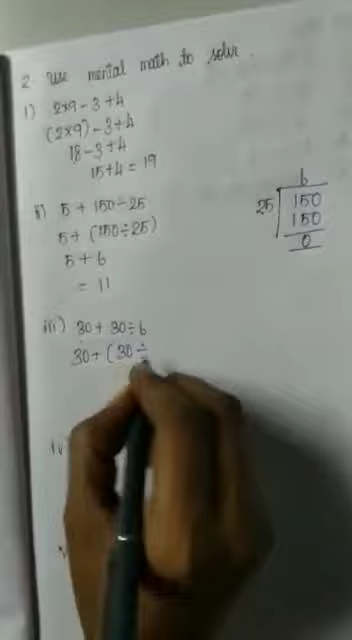 2. Use mental math to solve.
i) 2×9-3+4
(2×9)-3+4
18-3+4
15+4=19
ii) 5+150÷25
5+(150÷25)
5+6
=11
6
25 150
150
0
iii) 30+30÷6
30+(30÷
iv)